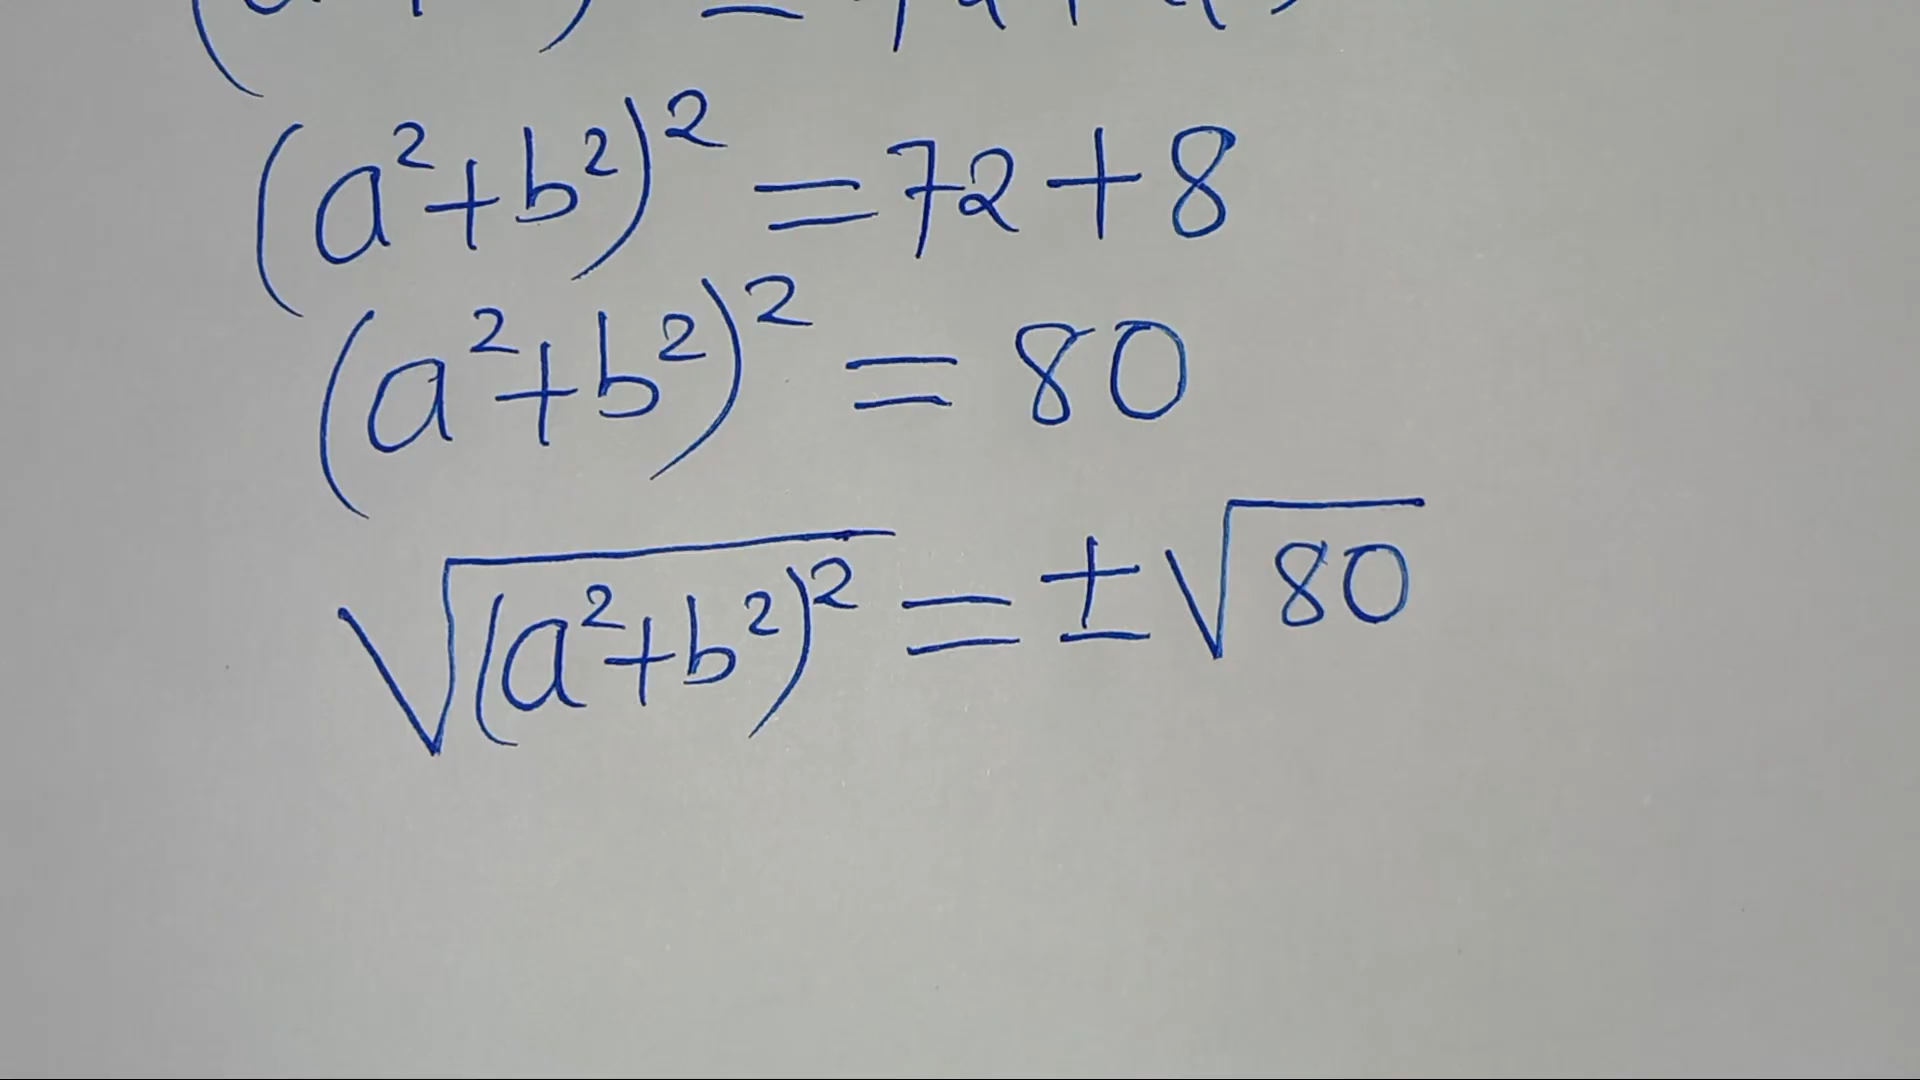 (a²+b²)² = 72 + 8
(a²+b²)² = 80
√(a²+b²)² = ±√80